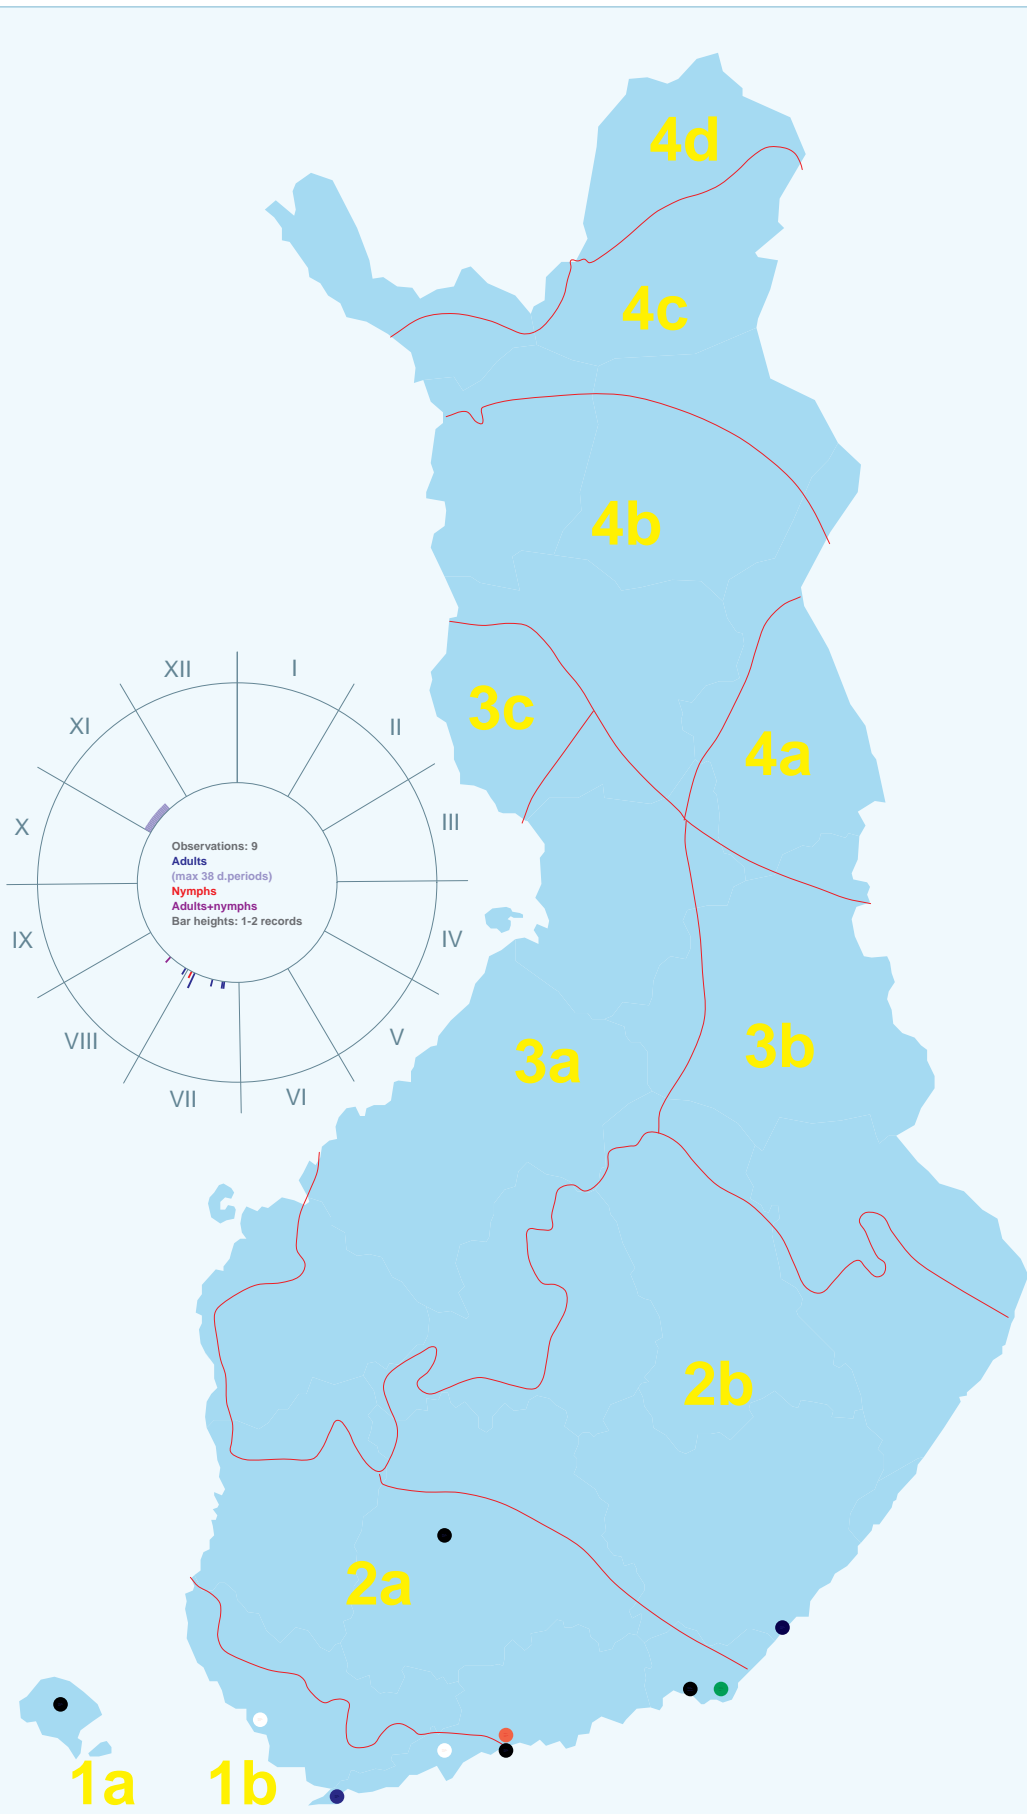 4d
4c
4b
3c
4a
XII
I
XI
II
X
III
Observations: 9
Adults
(max 38 d.periods)
Nymphs
Adults+nymphs
Bar heights: 1-2 records
IX
IV
VIII
V
VII
VI
3a
3b
2b
2a
1a
1b